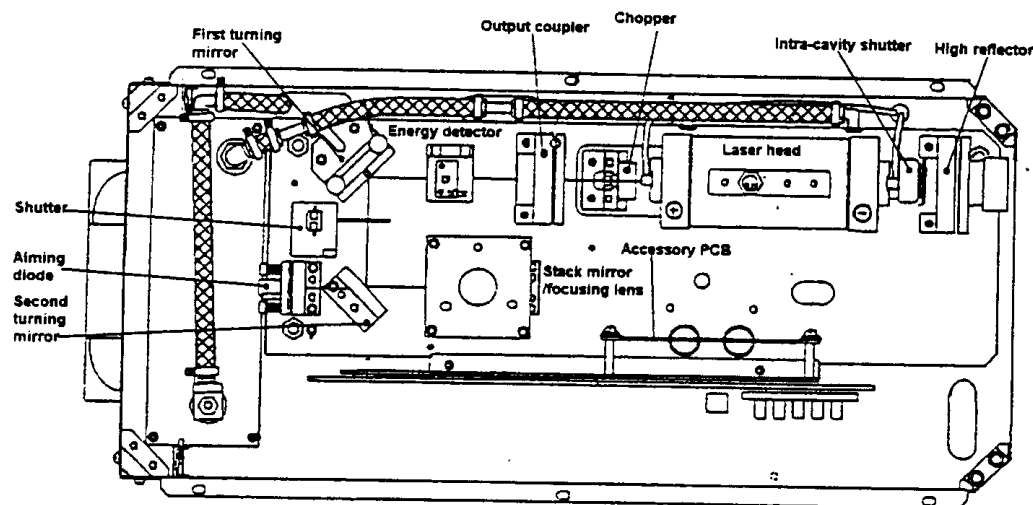 Chopper
Output coupler
First turning
mirror
Intra-cavity shutter
High reflector
Energy detector
Laser head
Shutter
Accessory PCB
Aiming
diode
Stack mirror
/focusing lens
Second
turning
mirror